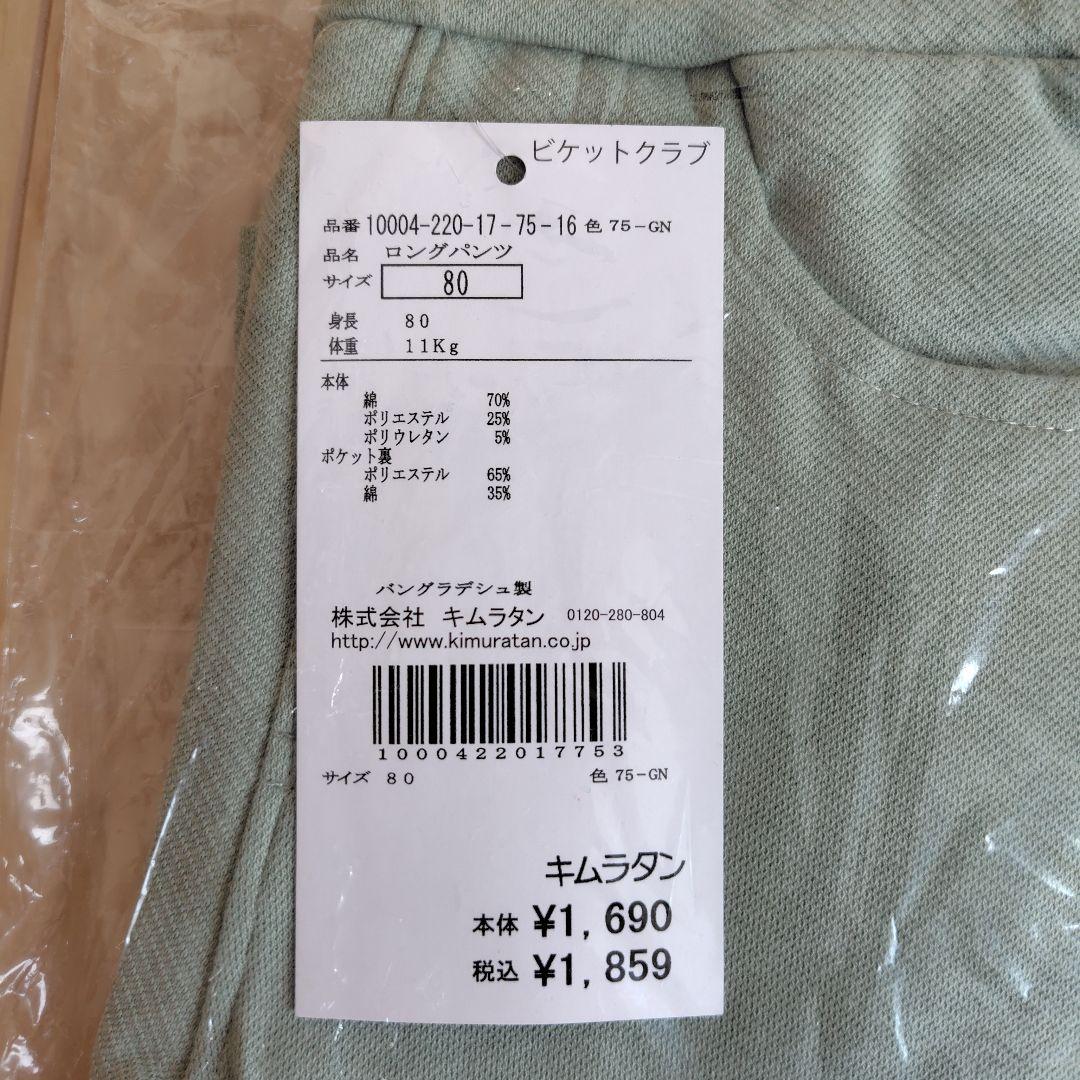 ビケットクラブ
品番 10004-220-17-75-16 色 75-GN
品名 ロングパンツ
サイズ 80
身長 80
体重 11Kg
本体
綿 70%
ポリエステル 25%
ポリウレタン 5%
ポケット裏
ポリエステル 65%
綿 35%
バングラデシュ製
株式会社 キムラタン 0120-280-804
http://www.kimuratan.co.jp
1000422017753
サイズ 80 色 75-GN
キムラタン
本体 ¥1,690
税込 ¥1,859